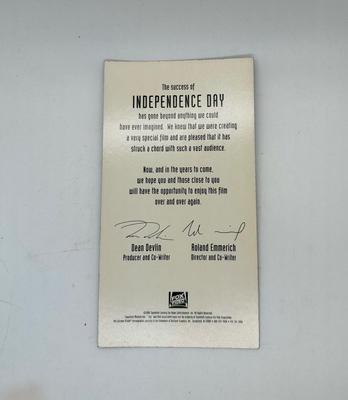 The success of
INDEPENDENCE DAY
has gone beyond anything we could
have ever imagined. We knew that we were creating
a very special film and are pleased that it has
struck a chord with such a vast audience.
Now, and in the years to come,
we hope you and those close to you
will have the opportunity to enjoy this film
over and over again.
Dean Devlin Roland Emmerich
Producer and Co-Writer Director and Co-Writer
FOX
VIDEO